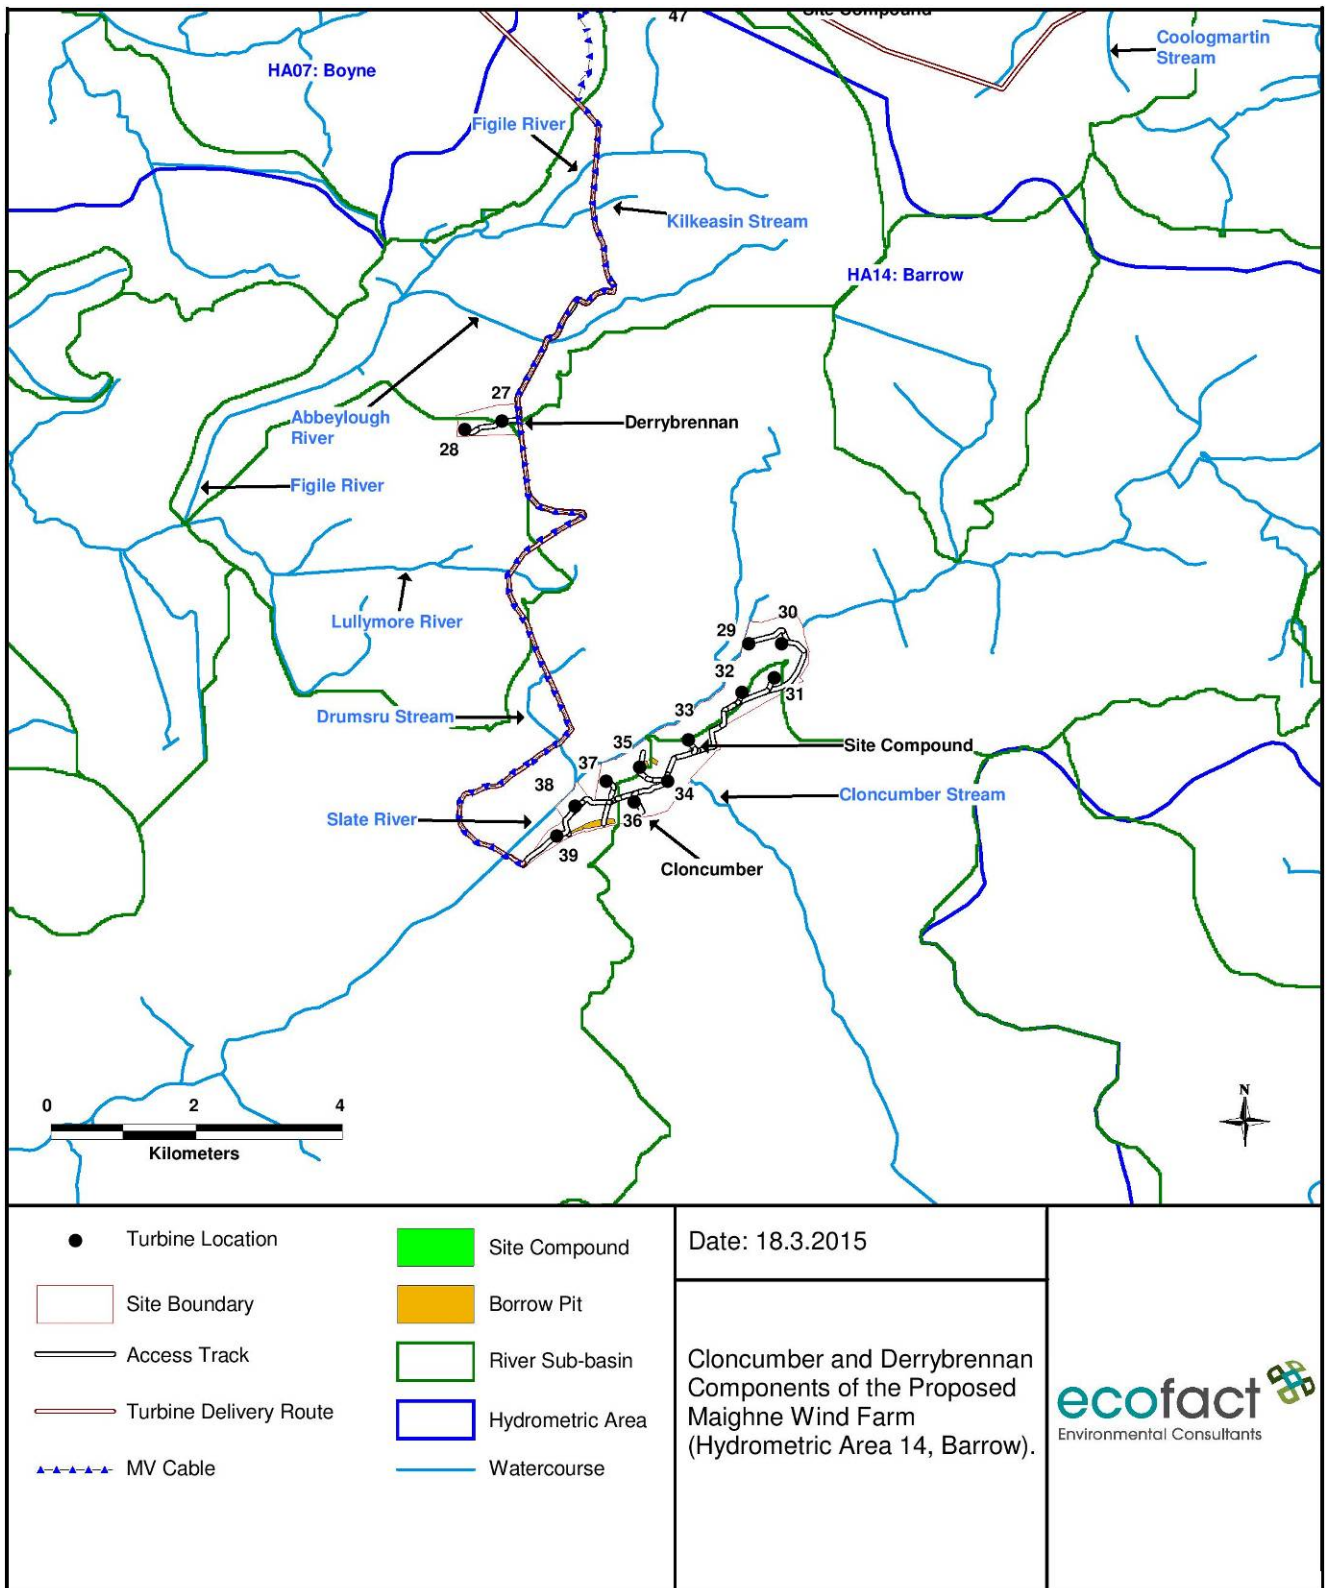 47
Site Compound
Coologmartin
Stream
HA07: Boyne
Figile River
Kilkeasin Stream
HA14: Barrow
27
Abbeylough
River
Derrybrennan
28
Figile River
Lullymore River
30
29
32
31
33
Drumsru Stream
35
Site Compound
37
38
34
Cloncumber Stream
Slate River
36
39
Cloncumber
0 2 4
Kilometers
N
Turbine Location
Site Boundary
Access Track
Turbine Delivery Route
MV Cable
Site Compound
Borrow Pit
River Sub-basin
Hydrometric Area
Watercourse
Date: 18.3.2015
Cloncumber and Derrybrennan
Components of the Proposed
Maighne Wind Farm
(Hydrometric Area 14, Barrow).
ecofact
Environmental Consultants